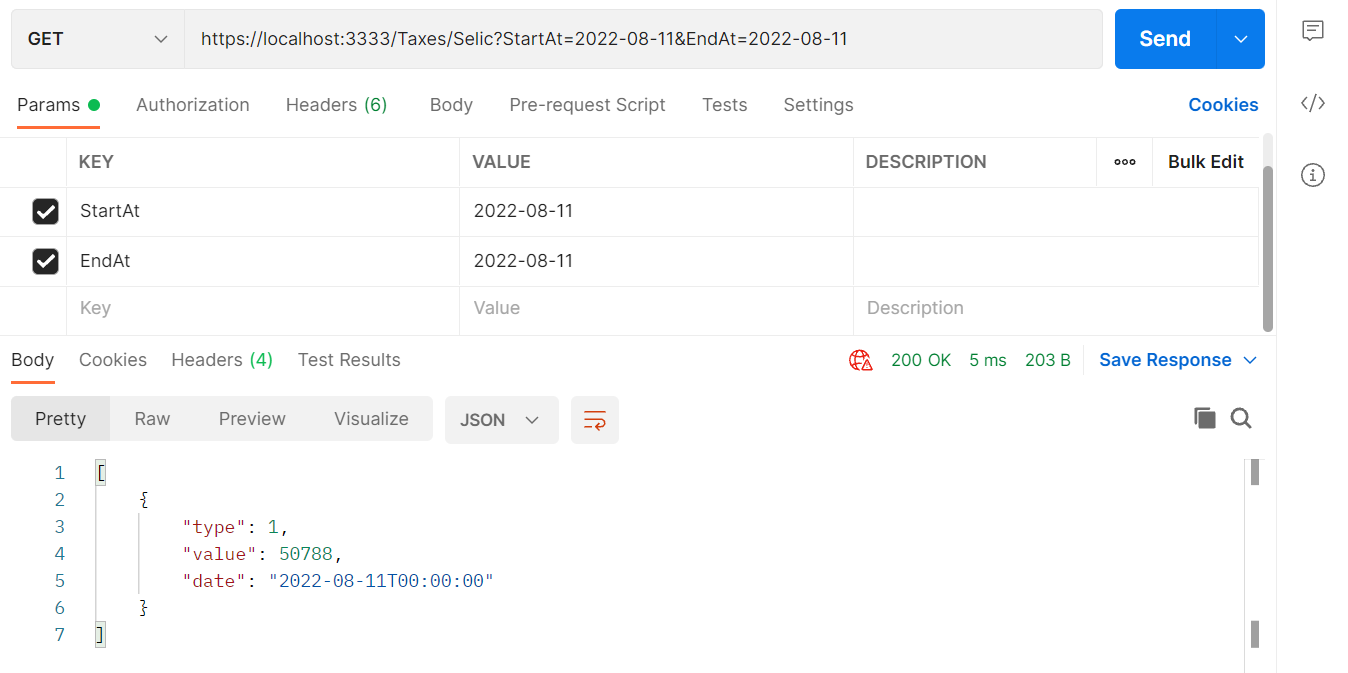 GET https://localhost:3333/Taxes/Selic?StartAt=2022-08-11&EndAt=2022-08-11 Send
Params Authorization Headers (6) Body Pre-request Script Tests Settings Cookies
KEY VALUE DESCRIPTION ooo Bulk Edit
StartAt 2022-08-11
EndAt 2022-08-11
Key Value Description
Body Cookies Headers (4) Test Results 200 OK 5 ms 203 B Save Response
Pretty Raw Preview Visualize JSON
1 [
2 {
3 "type": 1,
4 "value": 50788,
5 "date": "2022-08-11T00:00:00"
6 }
7 ]